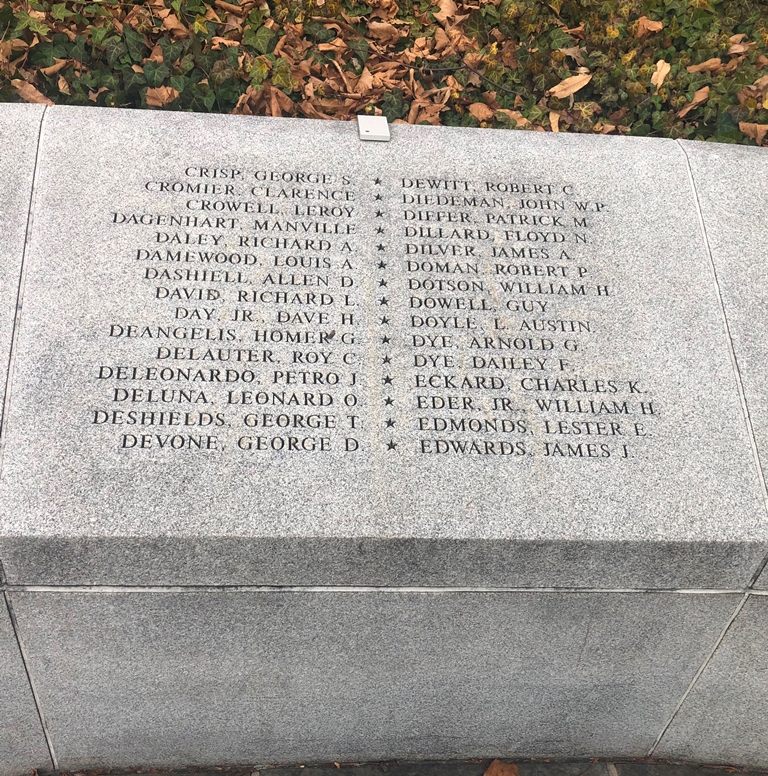 CRISP, GEORGE S. ★ DEWITT, ROBERT C.
CROMIER, CLARENCE ★ DIEDEMAN, JOHN W.P.
CROWELL, LEROY ★ DIFFER, PATRICK M.
DAGENHART, MANVILLE ★ DILLARD, FLOYD N.
DALEY, RICHARD A. ★ DILVER, JAMES A.
DAMEWOOD, LOUIS A. ★ DOMAN, ROBERT P.
DASHIELL, ALLEN D. ★ DOTSON, WILLIAM H.
DAVID, RICHARD L. ★ DOWELL, GUY
DAY, JR., DAVE H. ★ DOYLE, L. AUSTIN
DEANGELIS, HOMER G. ★ DYE, ARNOLD G.
DELAUTER, ROY C. ★ DYE, DAILEY F.
DELEONARDO, PETRO J. ★ ECKARD, CHARLES K.
DELUNA, LEONARD O. ★ EDER, JR., WILLIAM H.
DESHIELDS, GEORGE T. ★ EDMONDS, LESTER E.
DEVONE, GEORGE D. ★ EDWARDS, JAMES J.